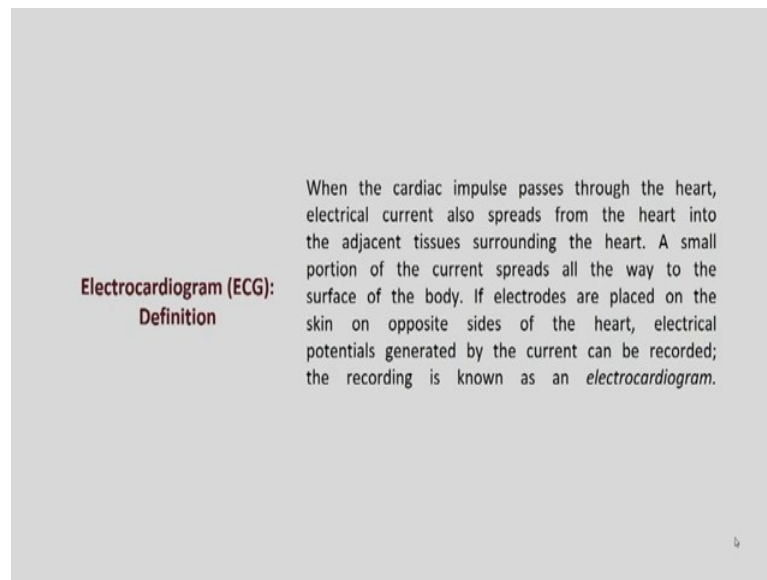 Electrocardiogram (ECG):
Definition
When the cardiac impulse passes through the heart,
electrical current also spreads from the heart into
the adjacent tissues surrounding the heart. A small
portion of the current spreads all the way to the
surface of the body. If electrodes are placed on the
skin on opposite sides of the heart, electrical
potentials generated by the current can be recorded;
the recording is known as an electrocardiogram.